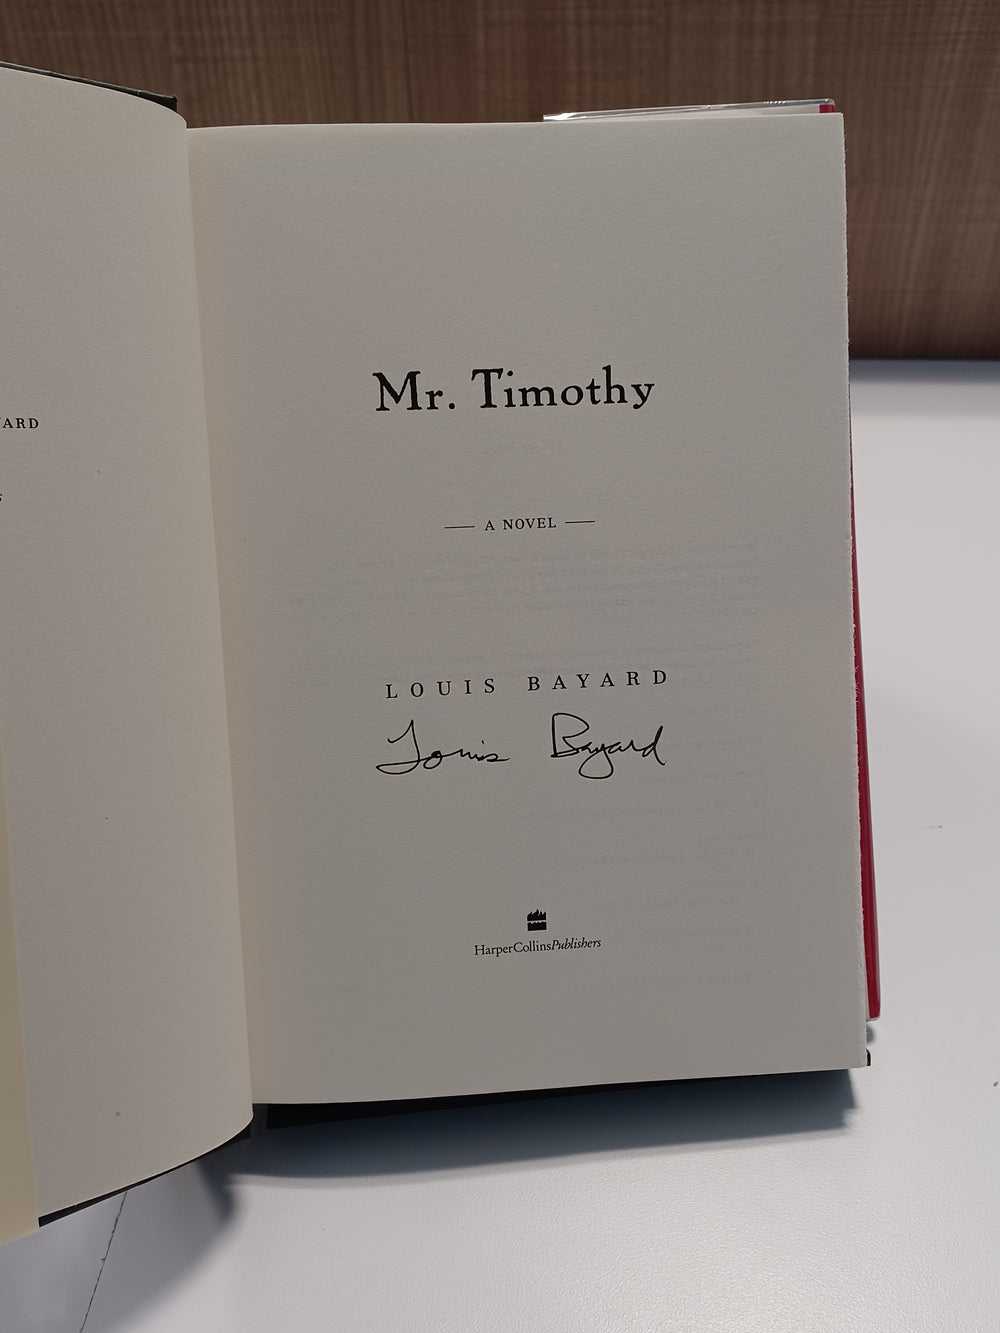 Mr. Timothy
— A NOVEL —
LOUIS BAYARD
Louis Bayard
HarperCollinsPublishers